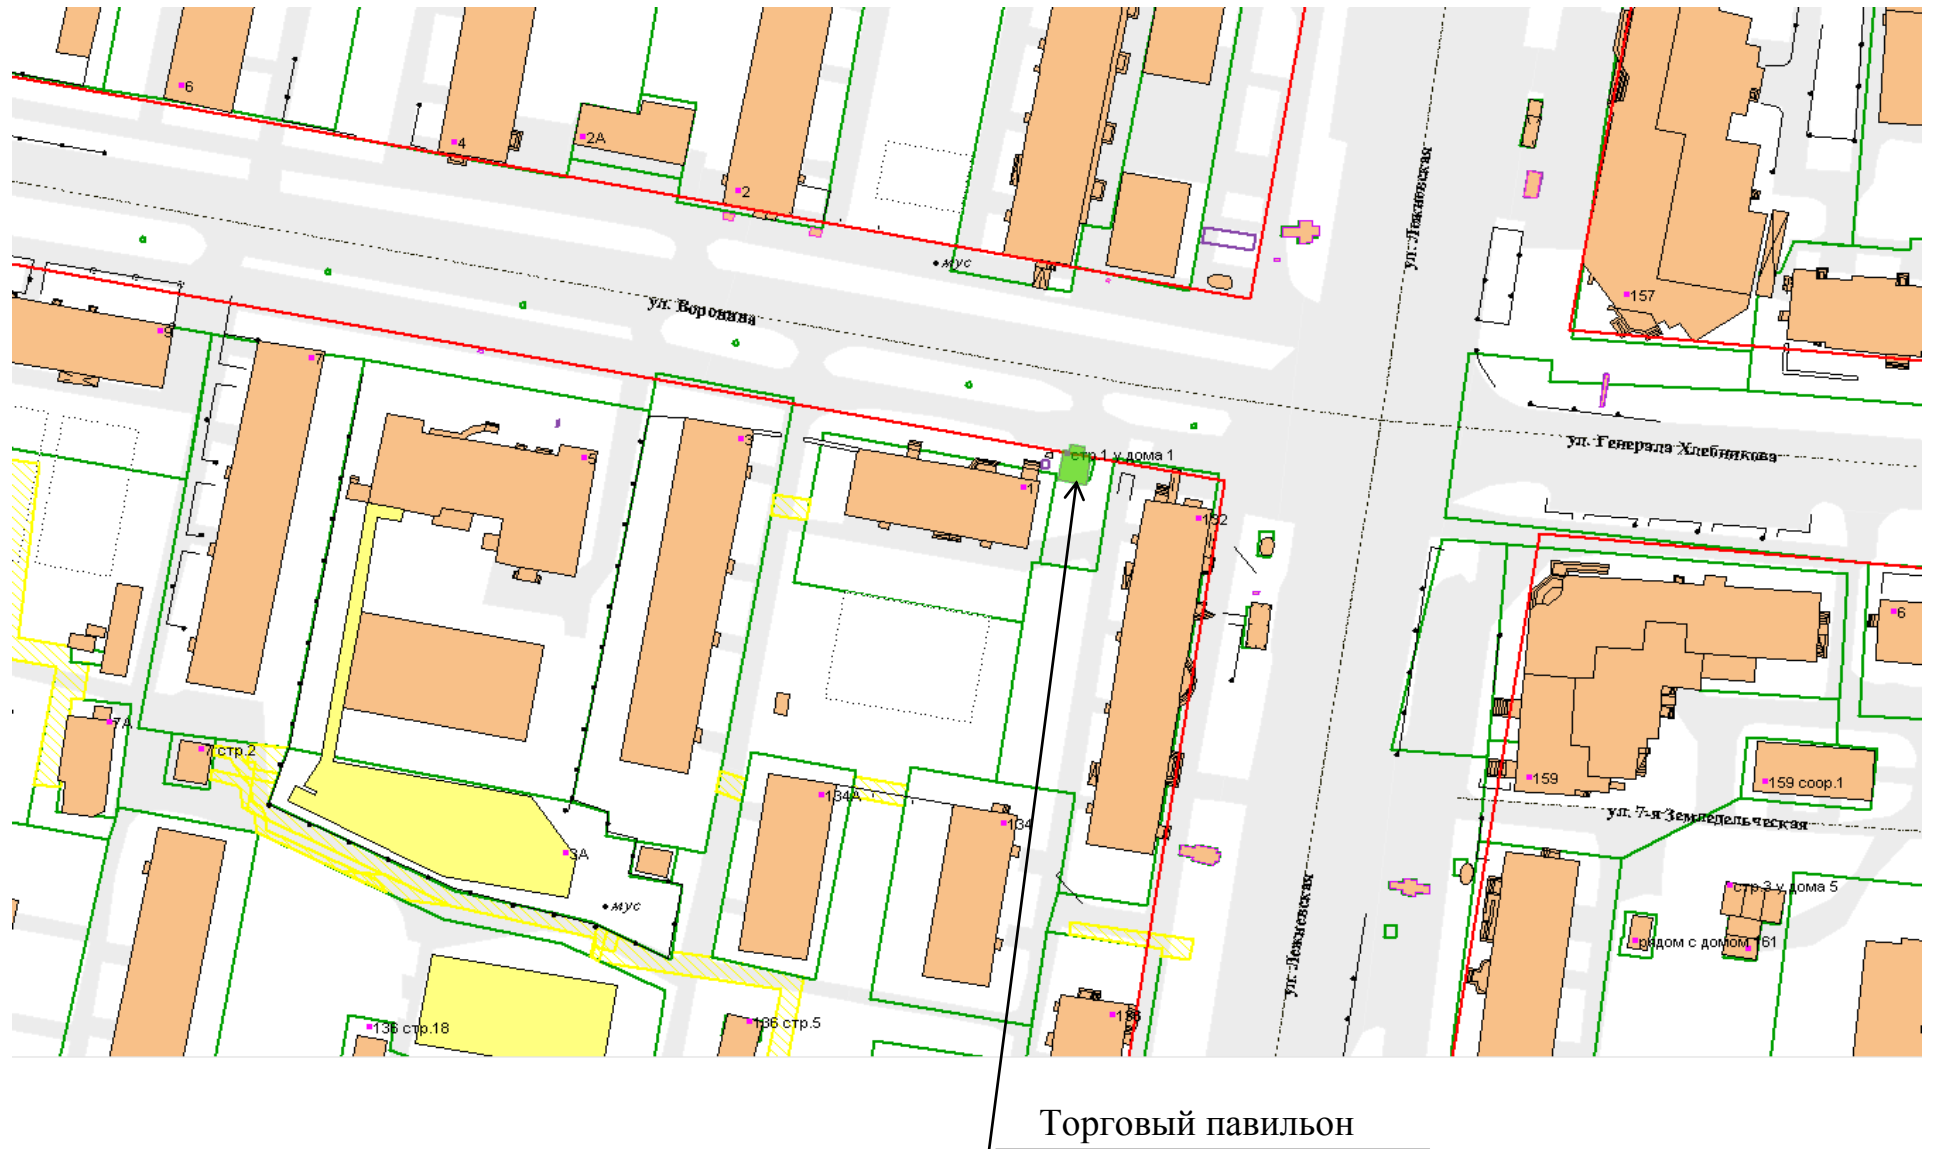 6
4
2А
2
мус
ул. Лежневская
157
ул. Воронина
9
7
5
3
1
стр.1 у дома 1
132
ул. Генерала Хлебникова
6
7А
7 стр.2
3А
134А
134
159
159 соор.1
ул. 7-я Земледельческая
мус
ул. Лежневская
стр.3 у дома 5
рядом с домом 161
136 стр.18
136 стр.5
136
Торговый павильон